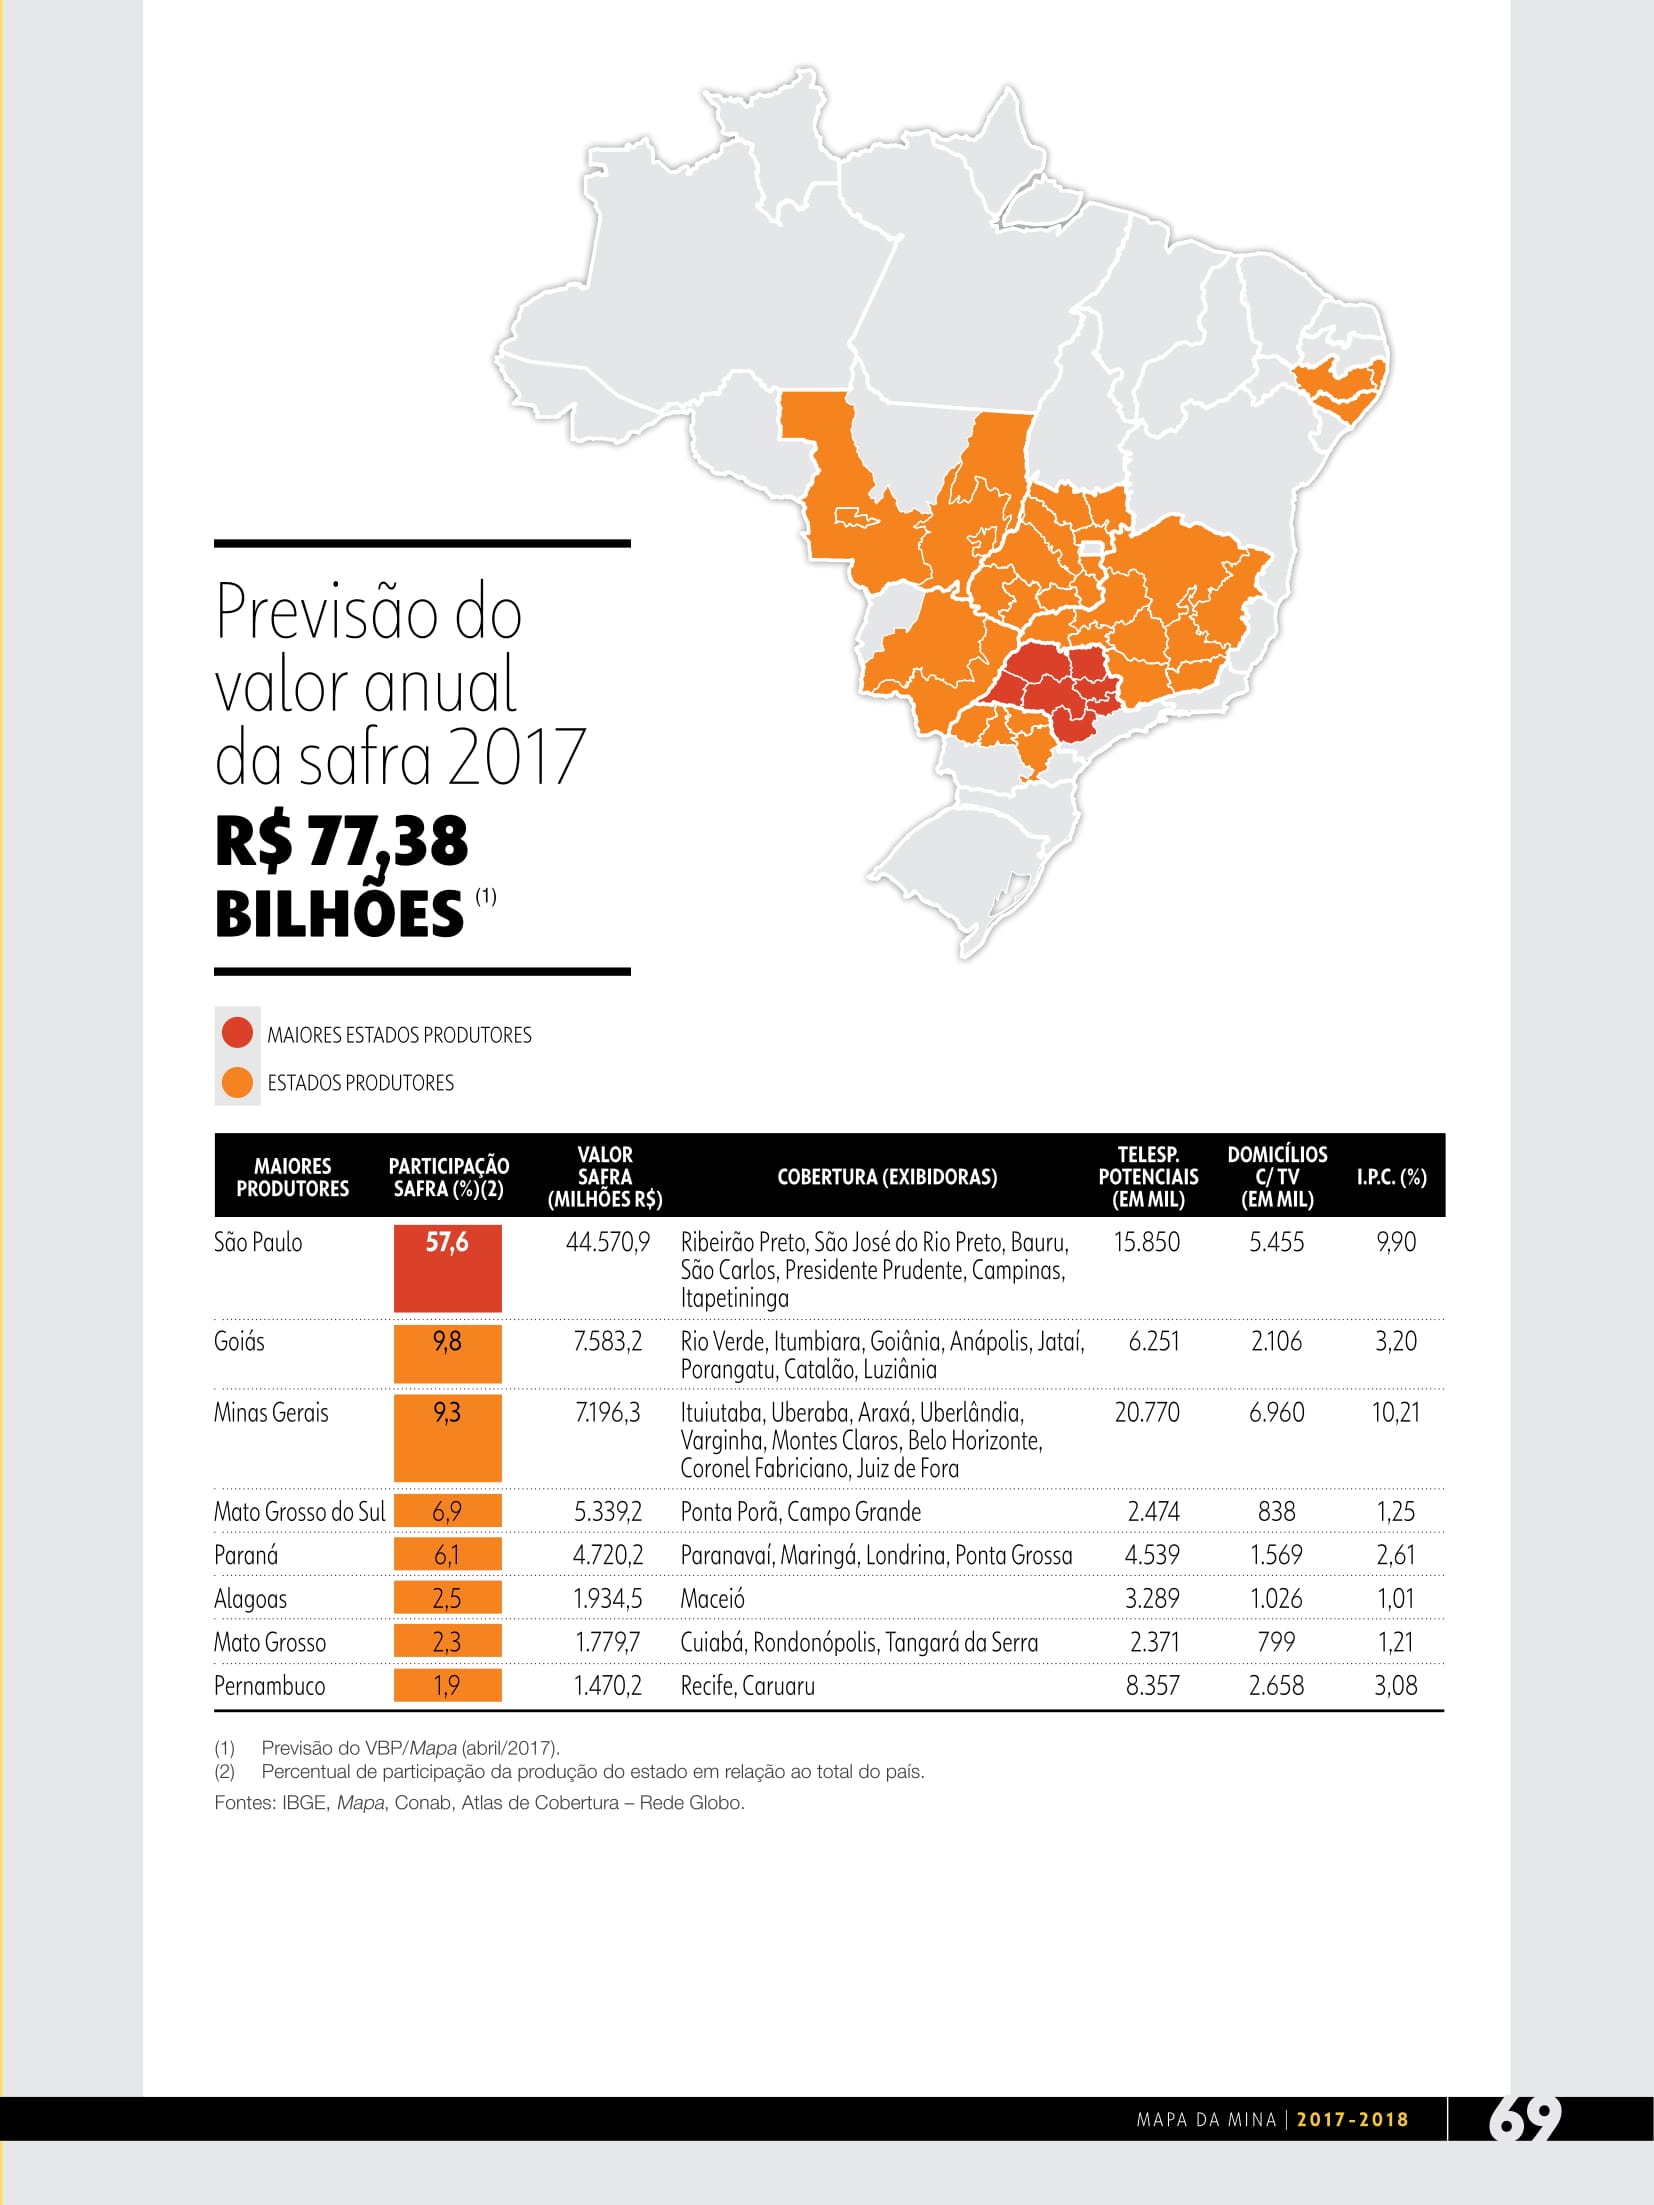 Previsão do
valor anual
da safra 2017
R$ 77,38
BILHÕES (1)
MAIORES ESTADOS PRODUTORES
ESTADOS PRODUTORES
MAIORES PRODUTORES PARTICIPAÇÃO SAFRA (%)(2) VALOR SAFRA (MILHÕES R$) COBERTURA (EXIBIDORAS) TELESP. POTENCIAIS (EM MIL) DOMICÍLIOS C/ TV (EM MIL) I.P.C. (%)
São Paulo 57,6 44.570,9 Ribeirão Preto, São José do Rio Preto, Bauru, 15.850 5.455 9,90
São Carlos, Presidente Prudente, Campinas,
Itapetininga
Goiás 9,8 7.583,2 Rio Verde, Itumbiara, Goiânia, Anápolis, Jataí, 6.251 2.106 3,20
Porangatu, Catalão, Luziânia
Minas Gerais 9,3 7.196,3 Ituiutaba, Uberaba, Araxá, Uberlândia, 20.770 6.960 10,21
Varginha, Montes Claros, Belo Horizonte,
Coronel Fabriciano, Juiz de Fora
Mato Grosso do Sul 6,9 5.339,2 Ponta Porã, Campo Grande 2.474 838 1,25
Paraná 6,1 4.720,2 Paranavaí, Maringá, Londrina, Ponta Grossa 4.539 1.569 2,61
Alagoas 2,5 1.934,5 Maceió 3.289 1.026 1,01
Mato Grosso 2,3 1.779,7 Cuiabá, Rondonópolis, Tangará da Serra 2.371 799 1,21
Pernambuco 1,9 1.470,2 Recife, Caruaru 8.357 2.658 3,08
(1) Previsão do VBP/Mapa (abril/2017).
(2) Percentual de participação da produção do estado em relação ao total do país.
Fontes: IBGE, Mapa, Conab, Atlas de Cobertura – Rede Globo.
MAPA DA MINA | 2017-2018 69